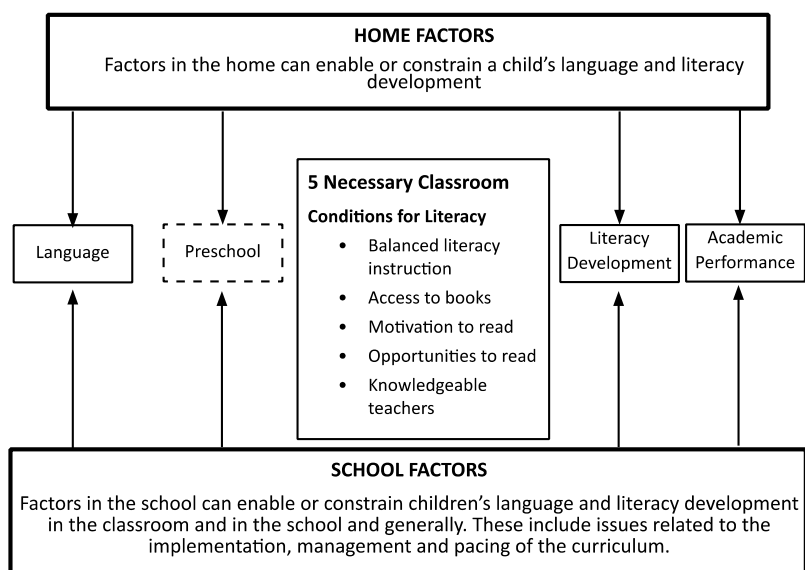 HOME FACTORS
Factors in the home can enable or constrain a child’s language and literacy
development
5 Necessary Classroom
Conditions for Literacy
• Balanced literacy
instruction
• Access to books
• Motivation to read
• Opportunities to read
• Knowledgeable
teachers
Language
Preschool
Literacy
Development
Academic
Performance
SCHOOL FACTORS
Factors in the school can enable or constrain children’s language and literacy development
in the classroom and in the school and generally. These include issues related to the
implementation, management and pacing of the curriculum.